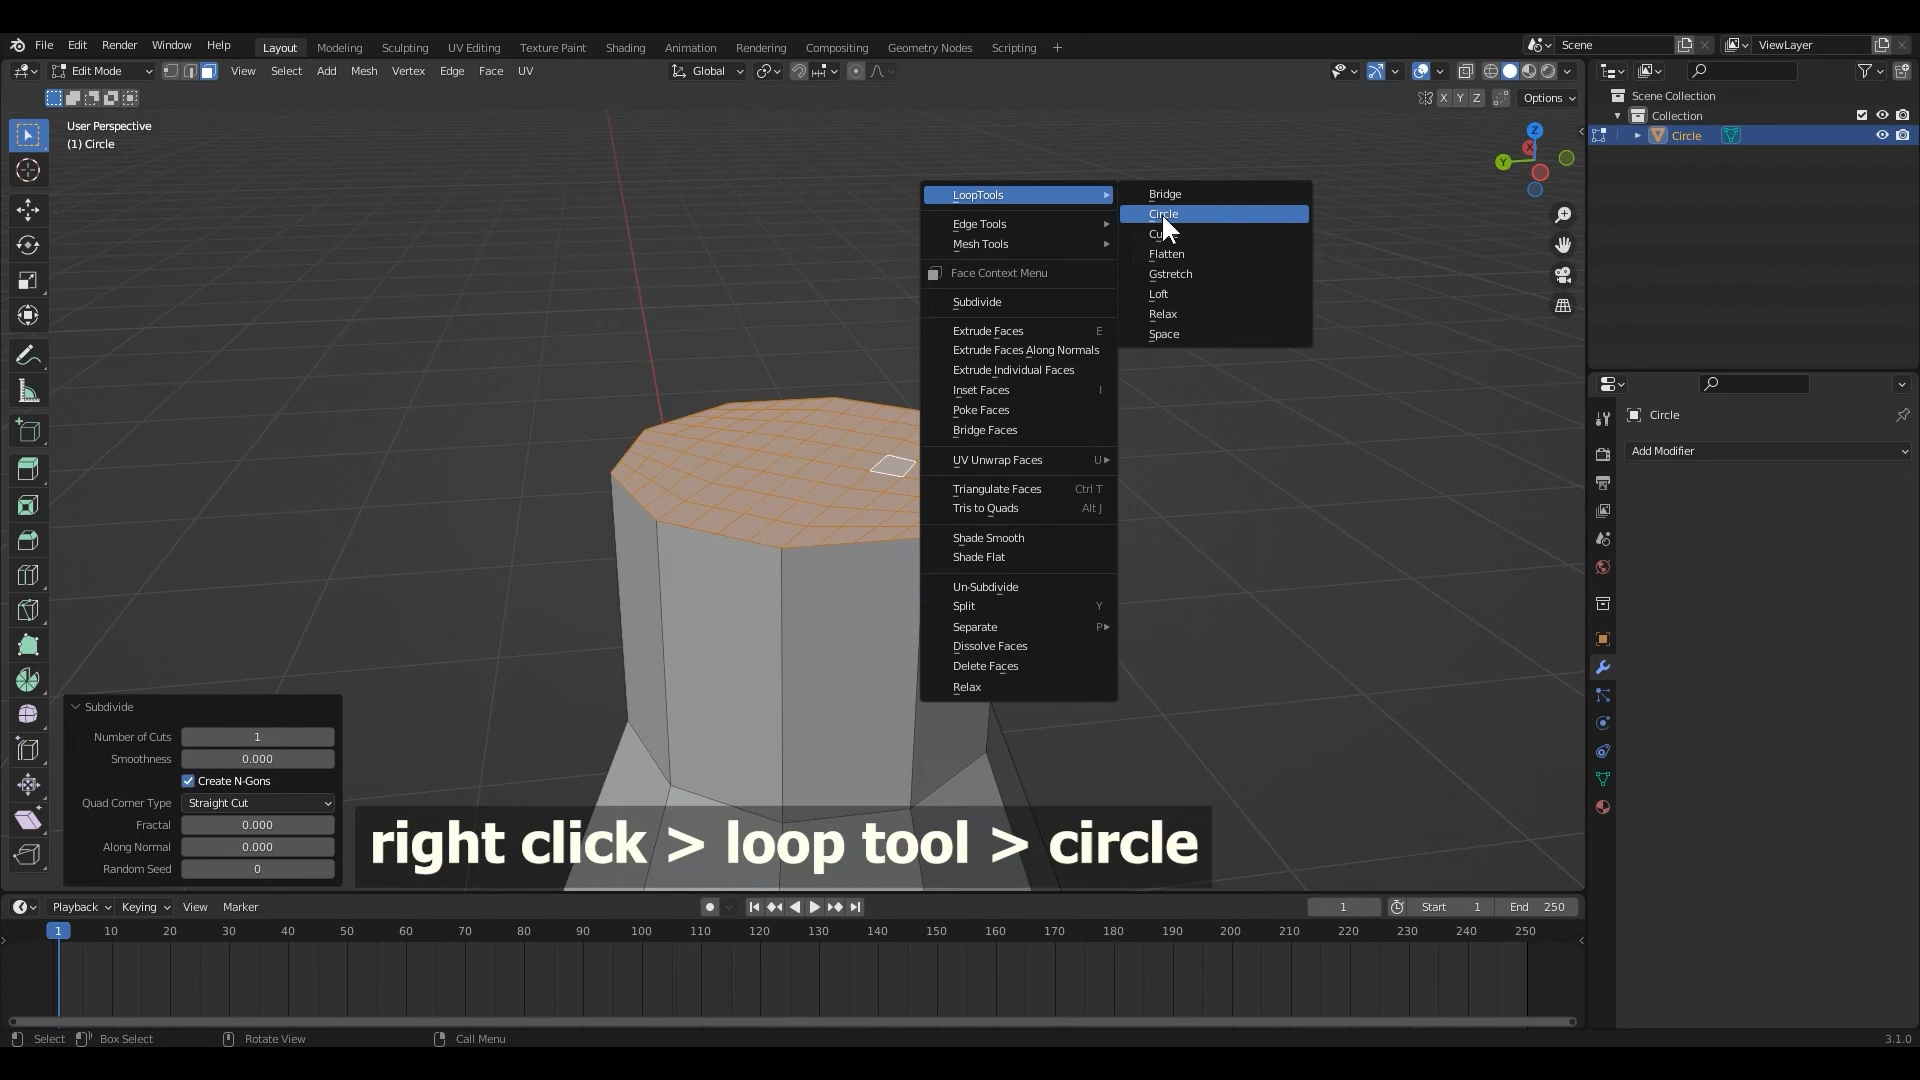 File Edit Render Window Help Layout Modeling Sculpting UV Editing Texture Paint Shading Animation Rendering Compositing Geometry Nodes Scripting + Scene ViewLayer
Edit Mode View Select Add Mesh Vertex Edge Face UV Global
X Y Z Options
User Perspective
(1) Circle
Z
X
Y
LoopTools
Edge Tools
Mesh Tools
Face Context Menu
Subdivide
Extrude Faces E
Extrude Faces Along Normals
Extrude Individual Faces
Inset Faces I
Poke Faces
Bridge Faces
UV Unwrap Faces U
Triangulate Faces Ctrl T
Tris to Quads Alt J
Shade Smooth
Shade Flat
Un-Subdivide
Split Y
Separate P
Dissolve Faces
Delete Faces
Relax
Bridge
Circle
Flatten
Gstretch
Loft
Relax
Space
Scene Collection
Collection
Circle
Circle
Add Modifier
Subdivide
Number of Cuts 1
Smoothness 0.000
Create N-Gons
Quad Corner Type Straight Cut
Fractal 0.000
Along Normal 0.000
Random Seed 0
right click > loop tool > circle
Playback Keying View Marker 1 Start 1 End 250
1 10 20 30 40 50 60 70 80 90 100 110 120 130 140 150 160 170 180 190 200 210 220 230 240 250
Select Box Select Rotate View Call Menu 3.1.0